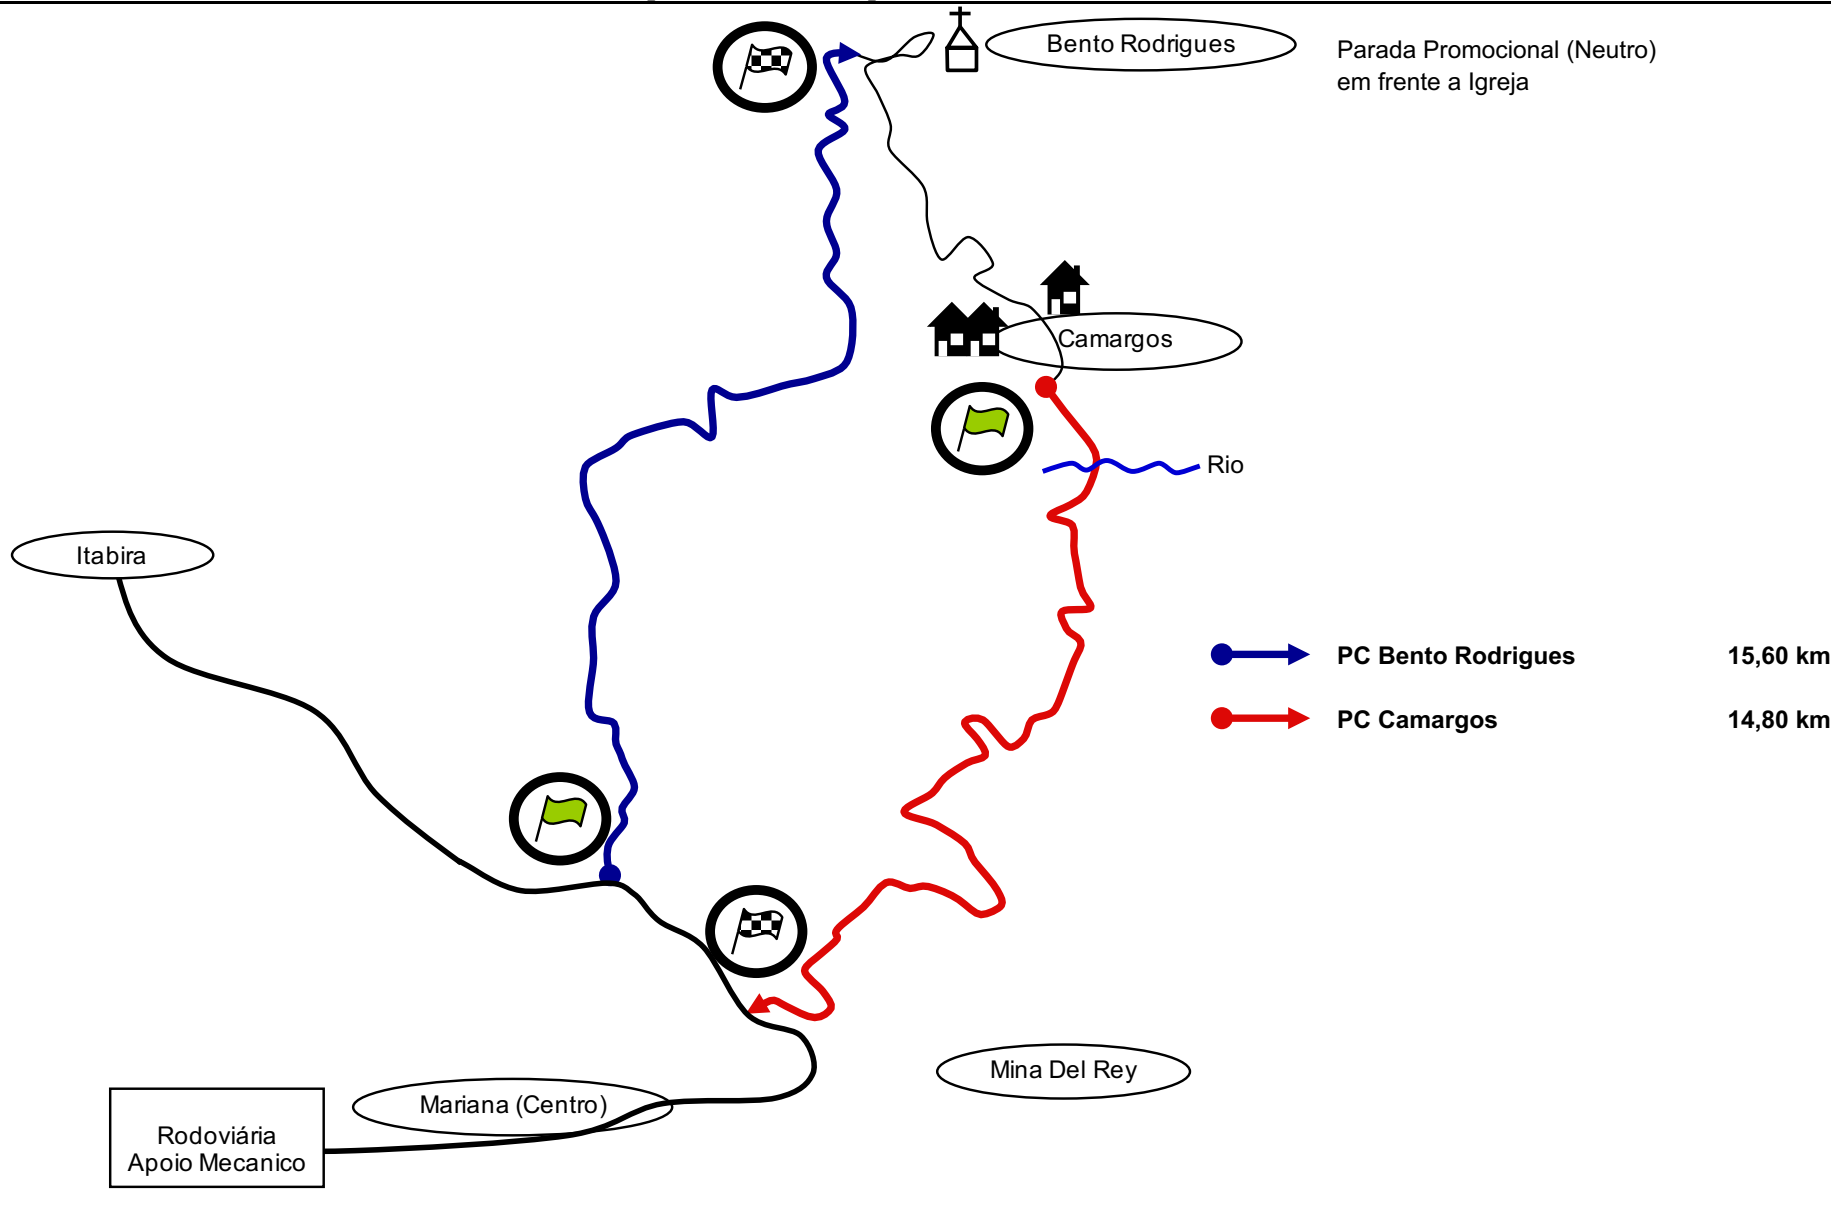 Bento Rodrigues
Parada Promocional (Neutro)
em frente a Igreja
Camargos
Rio
Itabira
PC Bento Rodrigues 15,60 km
PC Camargos 14,80 km
Mina Del Rey
Mariana (Centro)
Rodoviária
Apoio Mecanico